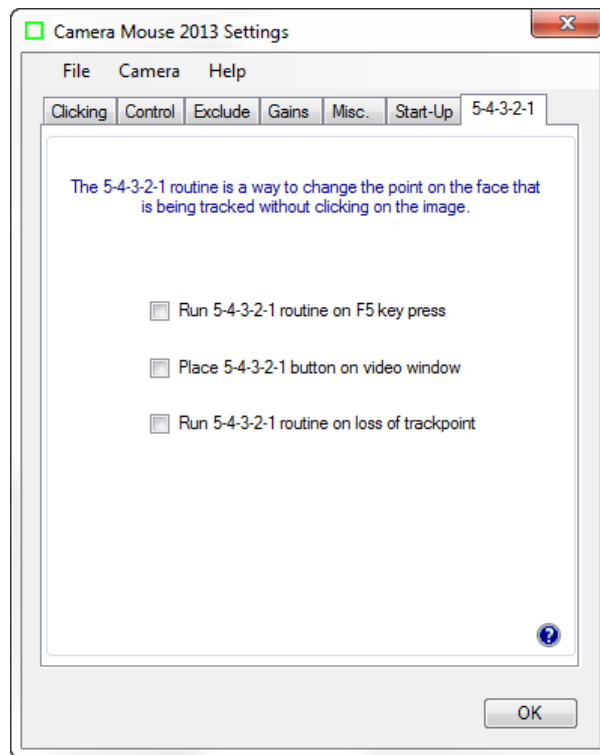 Camera Mouse 2013 Settings
X
File Camera Help
Clicking Control Exclude Gains Misc. Start-Up 5-4-3-2-1
The 5-4-3-2-1 routine is a way to change the point on the face that
is being tracked without clicking on the image.
Run 5-4-3-2-1 routine on F5 key press
Place 5-4-3-2-1 button on video window
Run 5-4-3-2-1 routine on loss of trackpoint
?
OK